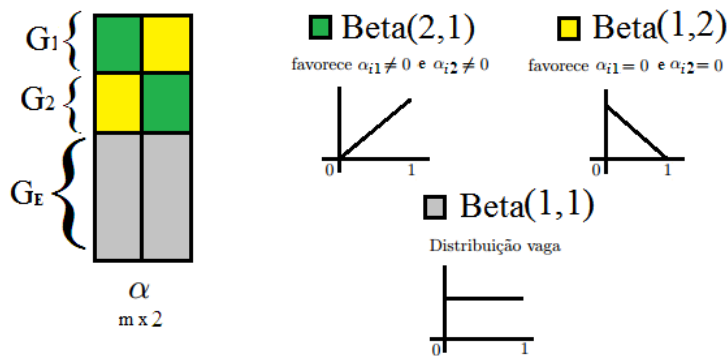 G1
G2
GE
α
m x 2
Beta(2,1)
favorece αi1 ≠ 0 e αi2 ≠ 0
0 1
Beta(1,2)
favorece αi1 = 0 e αi2 = 0
0 1
Beta(1,1)
Distribuição vaga
0 1